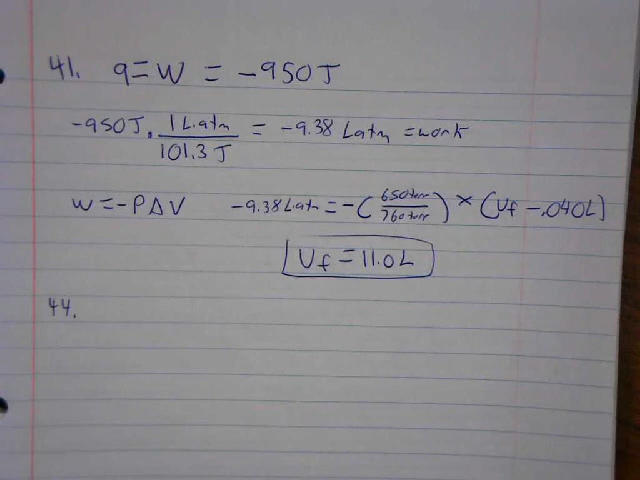 41. q=W = -950J
-950J · 1 L.atm / 101.3 J = -9.38 Latm = work
W = -PΔV -9.38 L.atm = -(650torr / 760torr) × (Vf - .040L)
Vf = 11.0L
44.